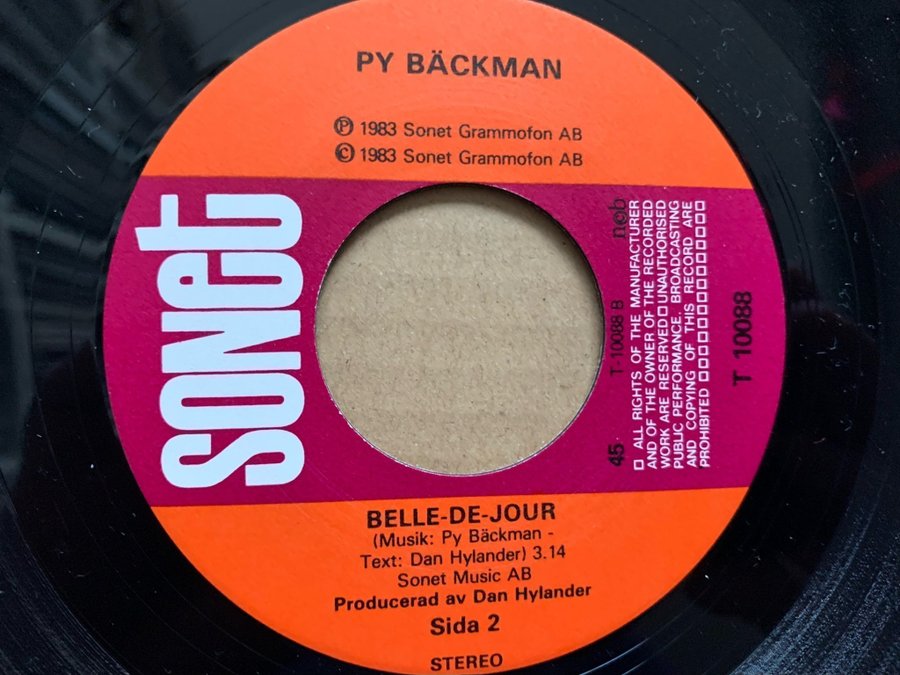 PY BÄCKMAN
Ⓟ 1983 Sonet Grammofon AB
© 1983 Sonet Grammofon AB
sonet
45
T-10088 B
ncb
□ ALL RIGHTS OF THE MANUFACTURER
AND OF THE OWNER OF THE RECORDED
WORK ARE RESERVED □ UNAUTHORISED
PUBLIC PERFORMANCE, BROADCASTING
AND COPYING OF THIS RECORD ARE
PROHIBITED □□□□□□□□□□□□□□
T 10088
BELLE-DE-JOUR
(Musik: Py Bäckman -
Text: Dan Hylander) 3.14
Sonet Music AB
Producerad av Dan Hylander
Sida 2
STEREO